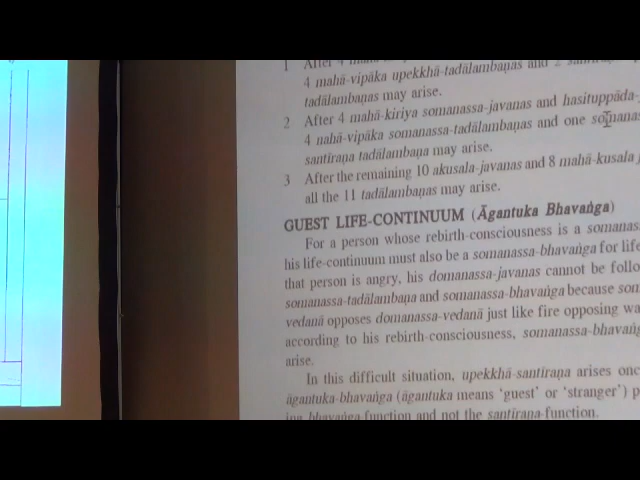 1 After 4
4 mahā-vipāka upekkhā-tadālambaṇas and 2
tadālambaṇas may arise.
2 After 4 mahā-kiriya somanassa-javanas and hasituppāda-
4 nahā-vipāka somanassa-tadālambaṇas and one somanas
santīraṇa tadālambaṇa may arise.
3 After the remaining 10 akusala-javanas and 8 mahā-kusala
all the 11 tadālambaṇas may arise.
GUEST LIFE-CONTINUUM (Āgantuka Bhavaṅga)
For a person whose rebirth-consciousness is a somanas
his life-continuum must also be a somanassa-bhavaṅga for life
that person is angry, his domanassa-javanas cannot be follo
somanassa-tadālambaṇa and somanassa-bhavaṅga because som
vedanā opposes domanassa-vedanā just like fire opposing wa
according to his rebirth-consciousness, somanassa-bhavaṅg
arise.
In this difficult situation, upekkhā-santīraṇa arises onc
āgantuka-bhavaṅga (āgantuka means 'guest' or 'stranger') p
ing bhavaṅga-function and not the santīraṇa-function.